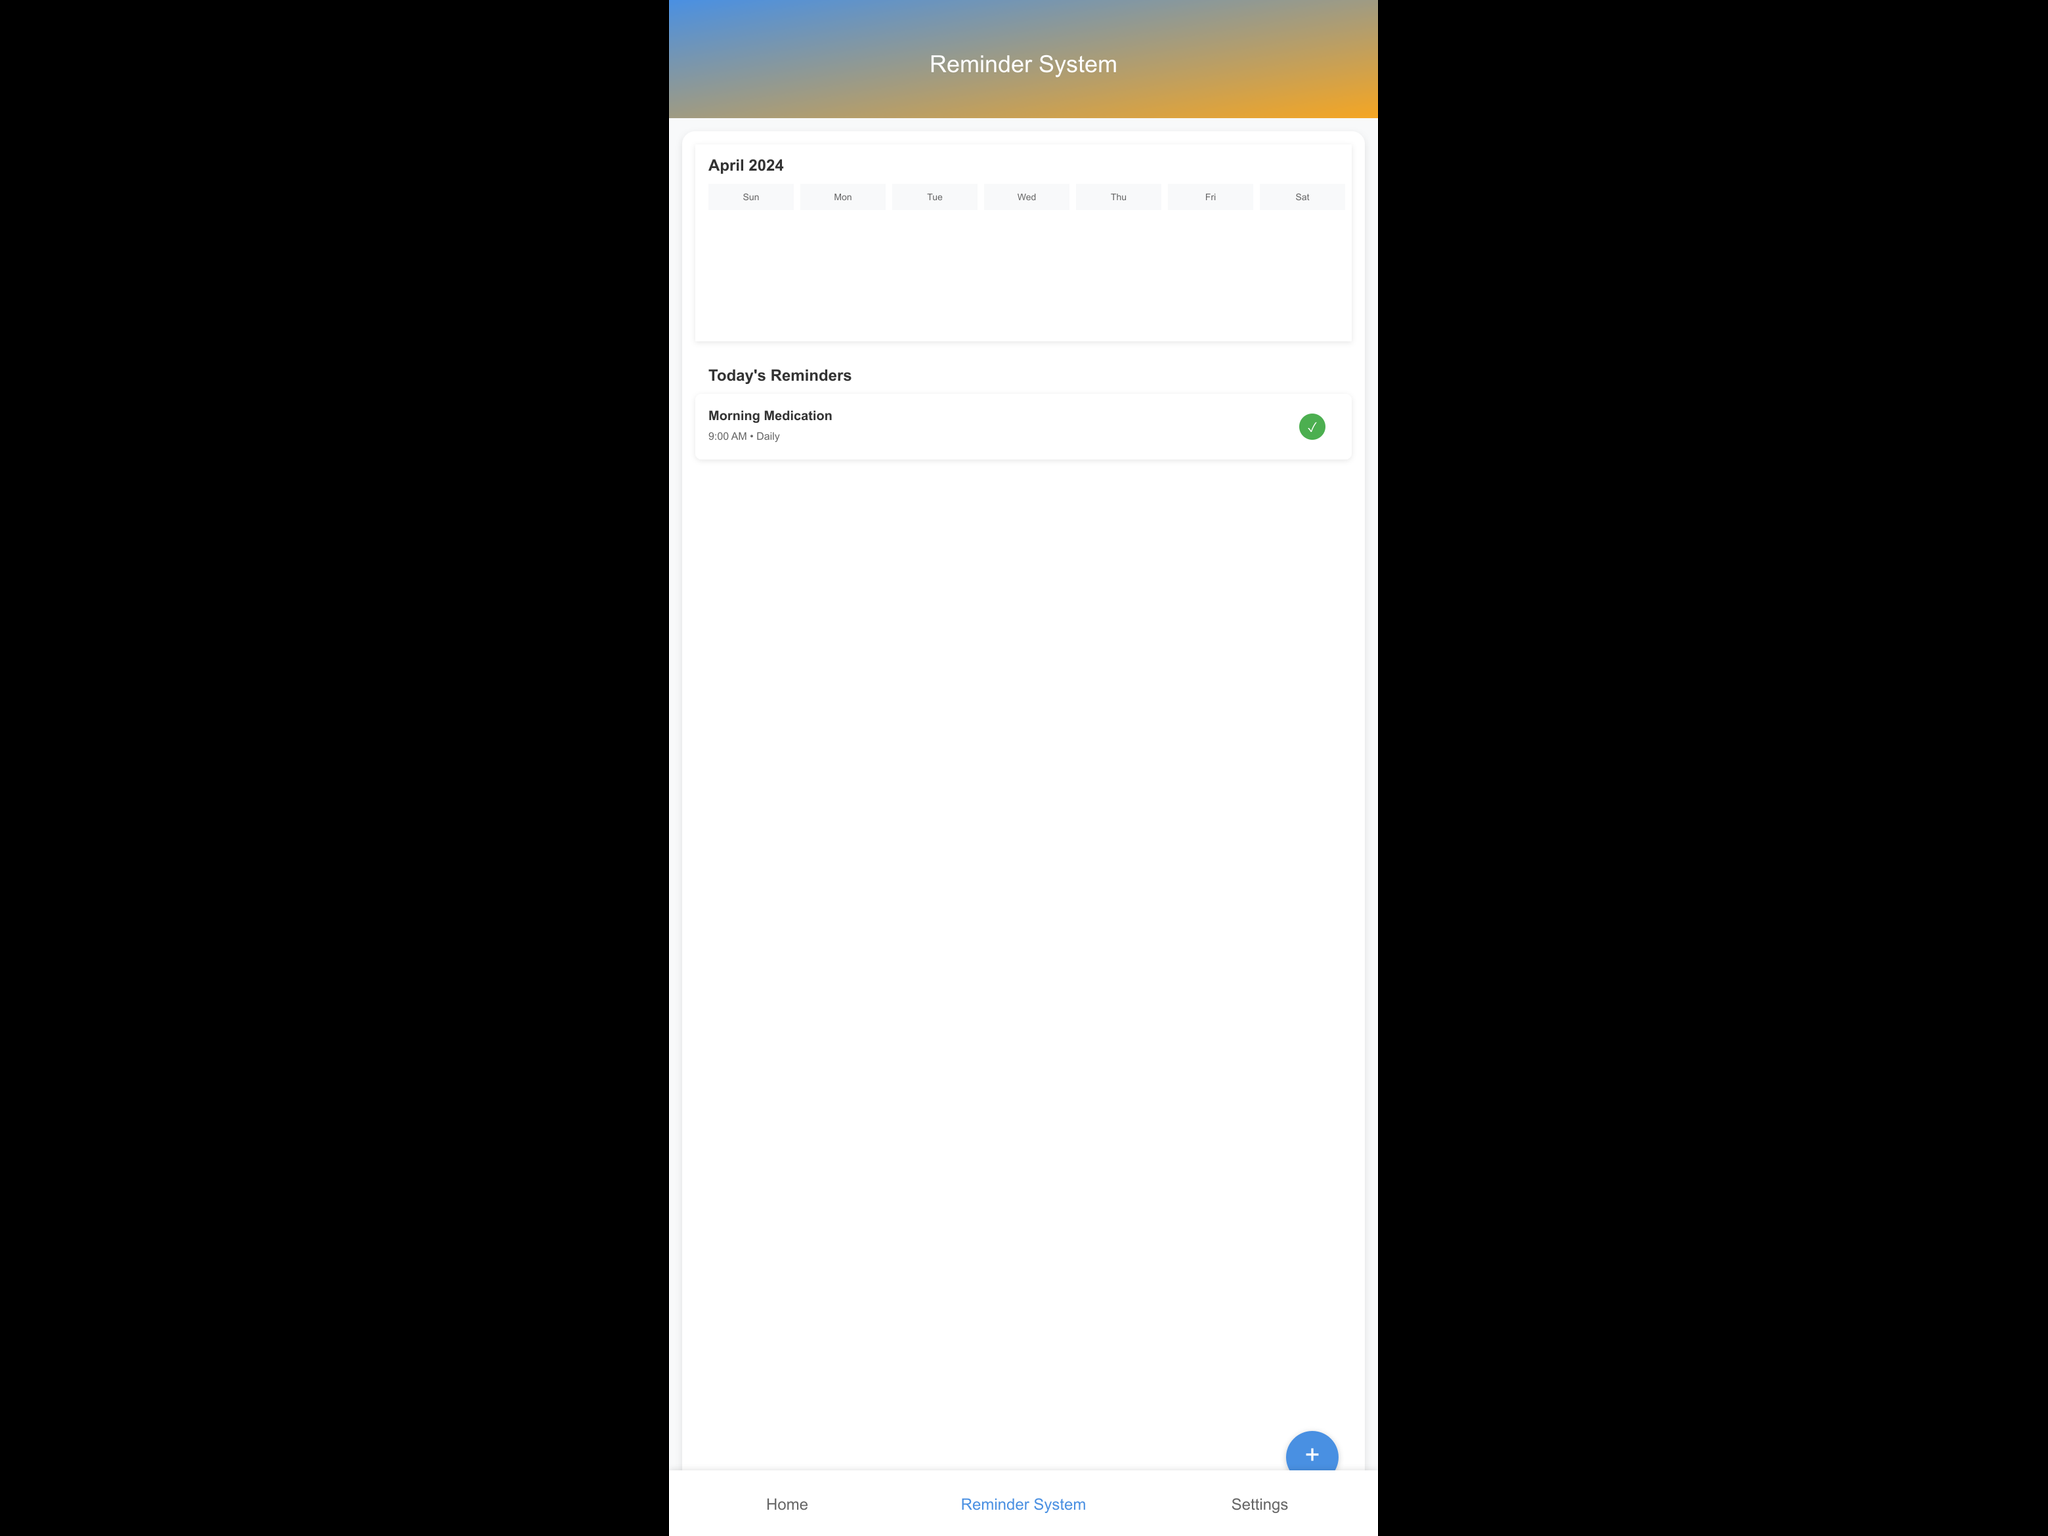 Reminder System
April 2024
Sun Mon Tue Wed Thu Fri Sat
Today's Reminders
Morning Medication
9:00 AM • Daily
✓
+
Home Reminder System Settings